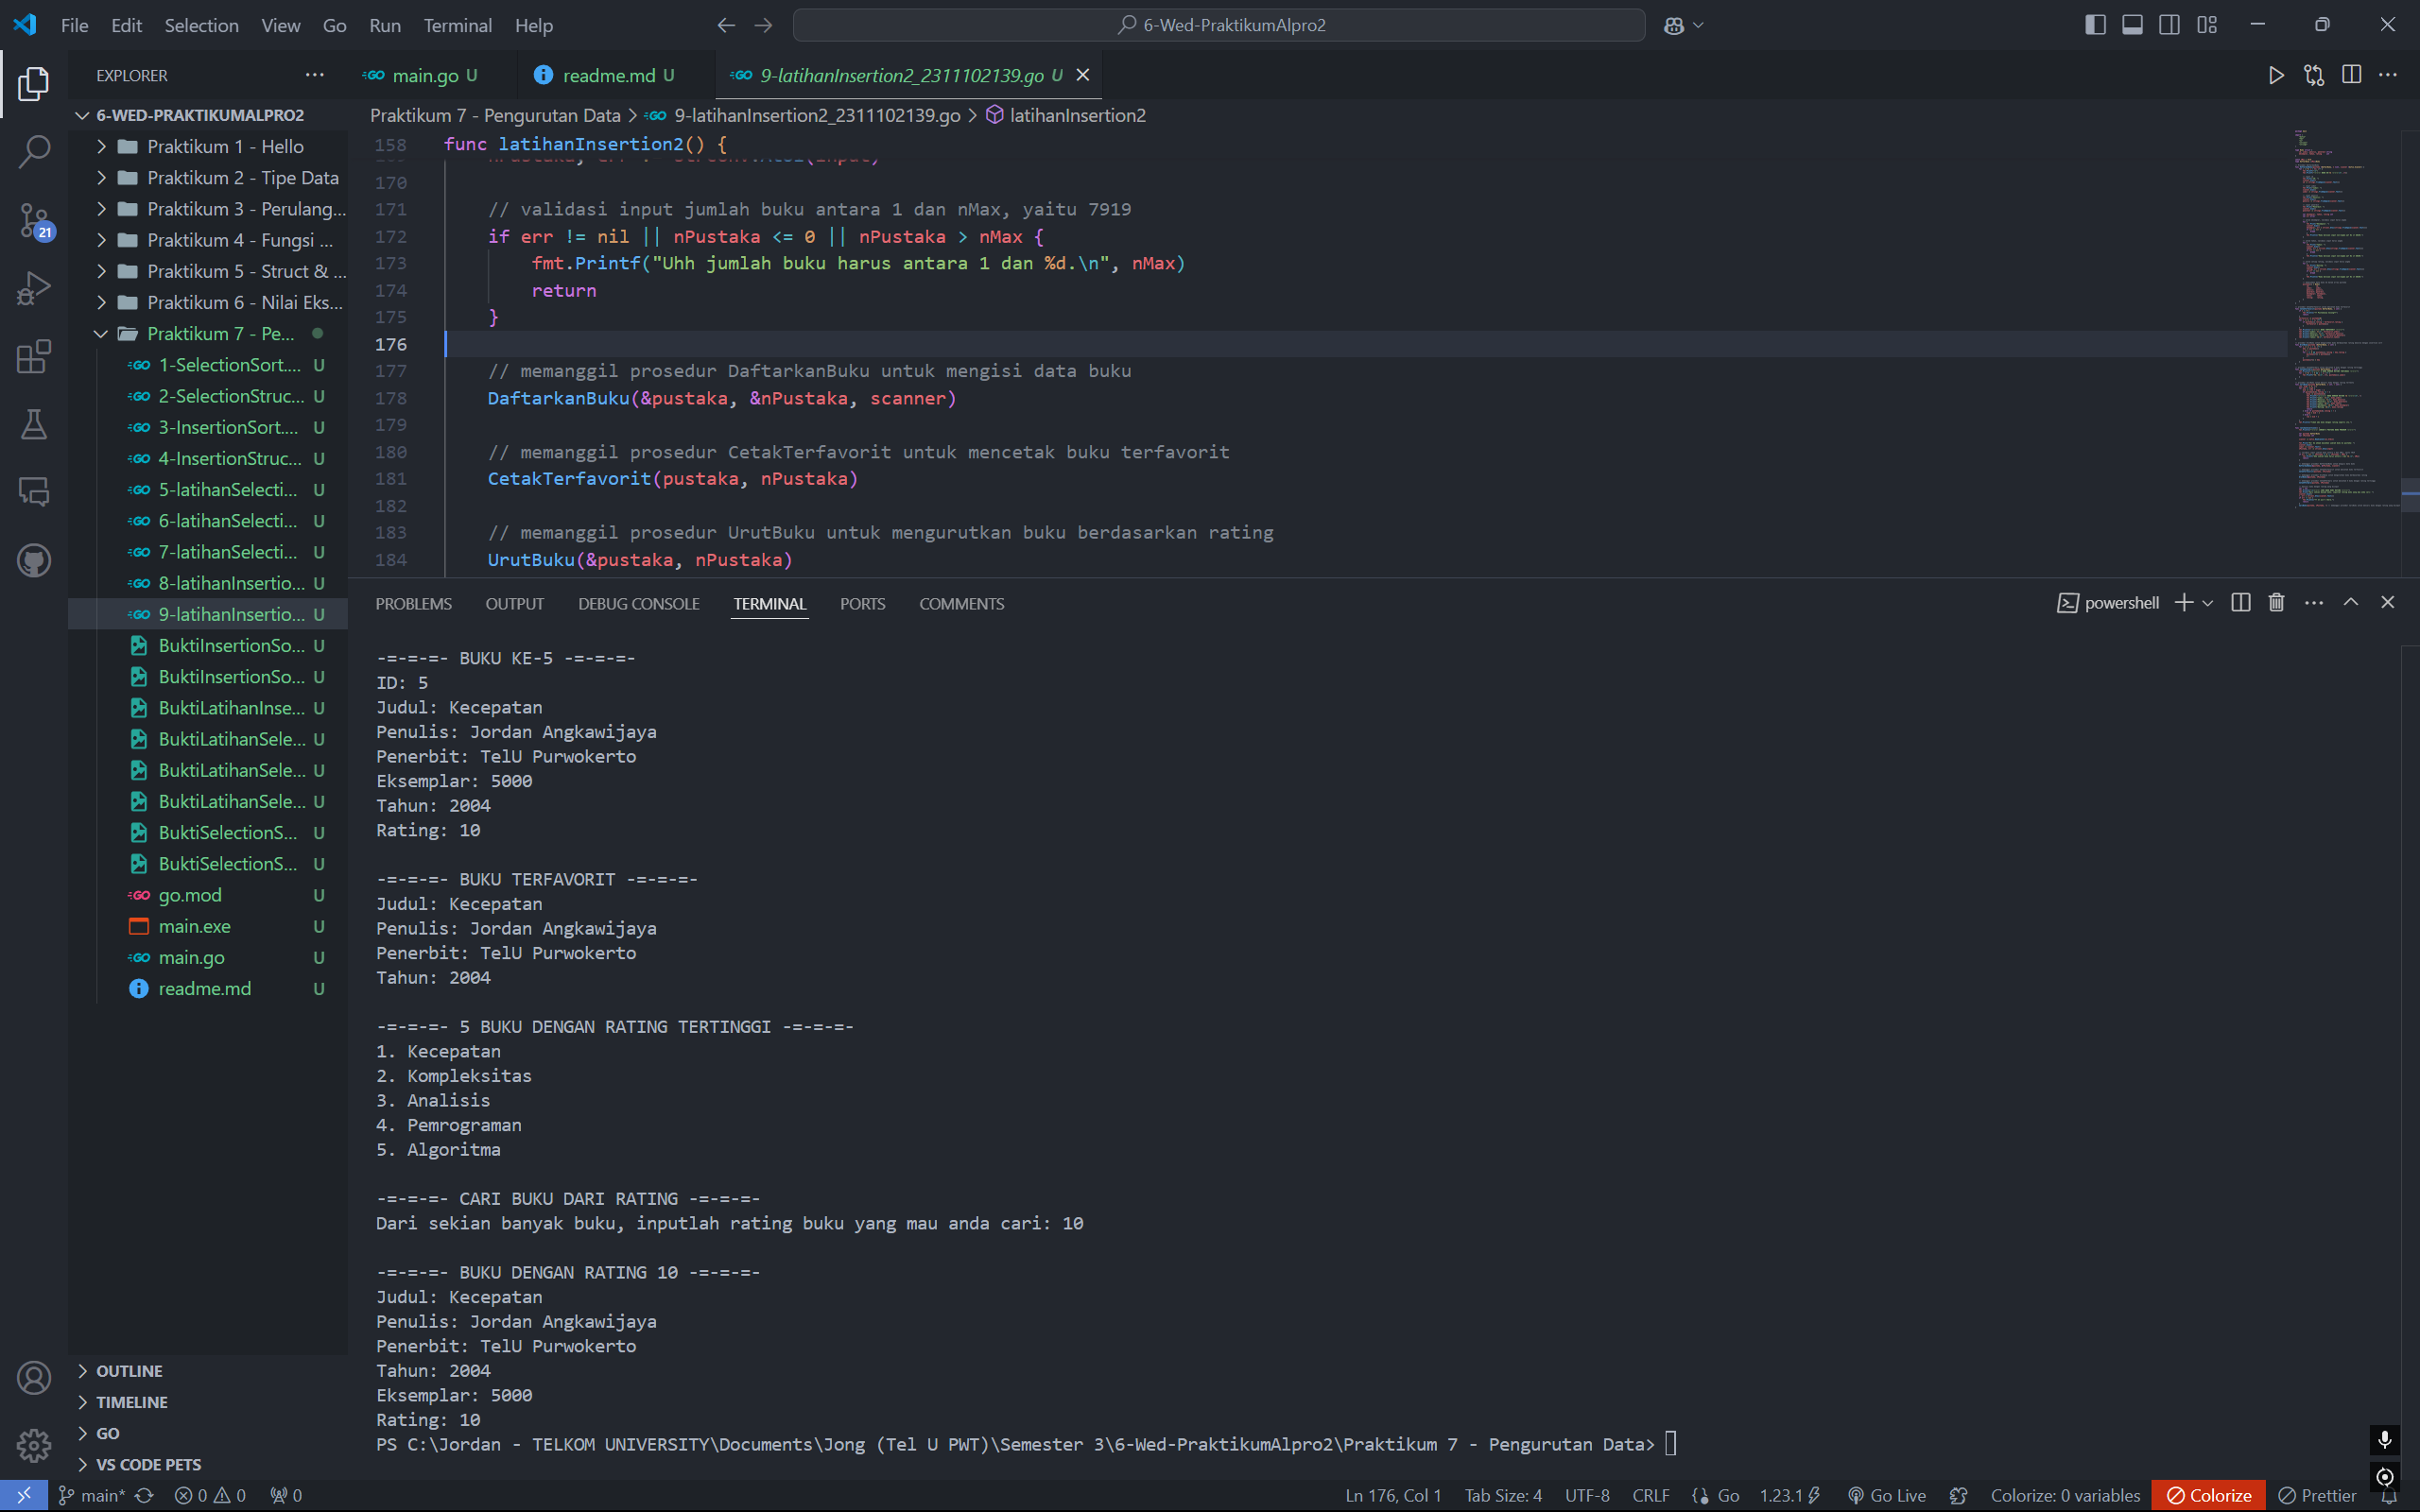 File Edit Selection View Go Run Terminal Help
6-Wed-PraktikumAlpro2
EXPLORER
main.go U
readme.md U
9-latihanInsertion2_2311102139.go U
6-WED-PRAKTIKUMALPRO2
Praktikum 1 - Hello
Praktikum 2 - Tipe Data
Praktikum 3 - Perulang...
Praktikum 4 - Fungsi ...
Praktikum 5 - Struct & ...
Praktikum 6 - Nilai Eks...
Praktikum 7 - Pe...
1-SelectionSort.... U
2-SelectionStruc... U
3-InsertionSort.... U
4-InsertionStruc... U
5-latihanSelecti... U
6-latihanSelecti... U
7-latihanSelecti... U
8-latihanInsertio... U
9-latihanInsertio... U
BuktiInsertionSo... U
BuktiInsertionSo... U
BuktiLatihanInse... U
BuktiLatihanSele... U
BuktiLatihanSele... U
BuktiLatihanSele... U
BuktiSelectionS... U
BuktiSelectionS... U
go.mod U
main.exe U
main.go U
readme.md U
OUTLINE
TIMELINE
GO
VS CODE PETS
21
Praktikum 7 - Pengurutan Data > 9-latihanInsertion2_2311102139.go > latihanInsertion2
158 func latihanInsertion2() {
170
171 // validasi input jumlah buku antara 1 dan nMax, yaitu 7919
172 if err != nil || nPustaka <= 0 || nPustaka > nMax {
173 fmt.Printf("Uhh jumlah buku harus antara 1 dan %d.\n", nMax)
174 return
175 }
176
177 // memanggil prosedur DaftarkanBuku untuk mengisi data buku
178 DaftarkanBuku(&pustaka, &nPustaka, scanner)
179
180 // memanggil prosedur CetakTerfavorit untuk mencetak buku terfavorit
181 CetakTerfavorit(pustaka, nPustaka)
182
183 // memanggil prosedur UrutBuku untuk mengurutkan buku berdasarkan rating
184 UrutBuku(&pustaka, nPustaka)
PROBLEMS OUTPUT DEBUG CONSOLE TERMINAL PORTS COMMENTS
powershell
-=-=-=- BUKU KE-5 -=-=-=-
ID: 5
Judul: Kecepatan
Penulis: Jordan Angkawijaya
Penerbit: TelU Purwokerto
Eksemplar: 5000
Tahun: 2004
Rating: 10
-=-=-=- BUKU TERFAVORIT -=-=-=-
Judul: Kecepatan
Penulis: Jordan Angkawijaya
Penerbit: TelU Purwokerto
Tahun: 2004
-=-=-=- 5 BUKU DENGAN RATING TERTINGGI -=-=-=-
1. Kecepatan
2. Kompleksitas
3. Analisis
4. Pemrograman
5. Algoritma
-=-=-=- CARI BUKU DARI RATING -=-=-=-
Dari sekian banyak buku, inputlah rating buku yang mau anda cari: 10
-=-=-=- BUKU DENGAN RATING 10 -=-=-=-
Judul: Kecepatan
Penulis: Jordan Angkawijaya
Penerbit: TelU Purwokerto
Tahun: 2004
Eksemplar: 5000
Rating: 10
PS C:\Jordan - TELKOM UNIVERSITY\Documents\Jong (Tel U PWT)\Semester 3\6-Wed-PraktikumAlpro2\Praktikum 7 - Pengurutan Data>
main* 0 0 0 Ln 176, Col 1 Tab Size: 4 UTF-8 CRLF Go 1.23.1 Go Live Colorize: 0 variables Colorize Prettier